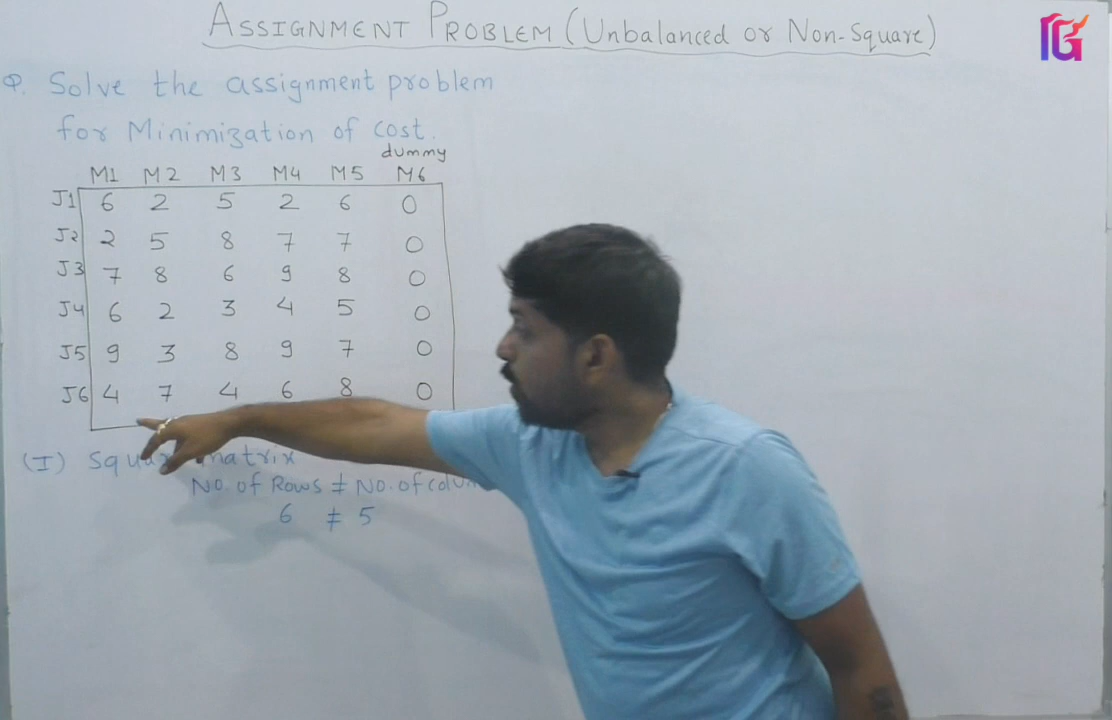 ASSIGNMENT PROBLEM (Unbalanced or Non-Square)
Q. Solve the assignment problem
for Minimization of cost.
dummy
M1 M2 M3 M4 M5 M6
J1 6 2 5 2 6 0
J2 2 5 8 7 7 0
J3 7 8 6 9 8 0
J4 6 2 3 4 5 0
J5 9 3 8 9 7 0
J6 4 7 4 6 8 0
(I) Square matrix
No. of Rows ≠ No. of
6 ≠ 5
IG